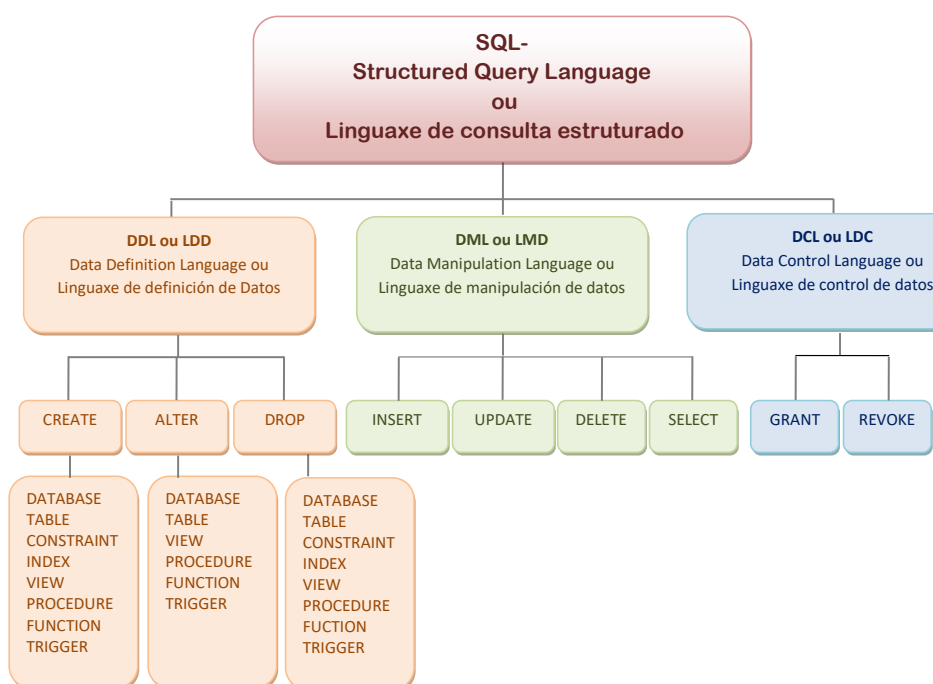 SQL-
Structured Query Language
ou
Linguaxe de consulta estruturado
DDL ou LDD
Data Definition Language ou
Linguaxe de definición de Datos
DML ou LMD
Data Manipulation Language ou
Linguaxe de manipulación de datos
DCL ou LDC
Data Control Language ou
Linguaxe de control de datos
CREATE
ALTER
DROP
INSERT
UPDATE
DELETE
SELECT
GRANT
REVOKE
DATABASE
TABLE
CONSTRAINT
INDEX
VIEW
PROCEDURE
FUNCTION
TRIGGER
DATABASE
TABLE
VIEW
PROCEDURE
FUNCTION
TRIGGER
DATABASE
TABLE
CONSTRAINT
INDEX
VIEW
PROCEDURE
FUCTION
TRIGGER